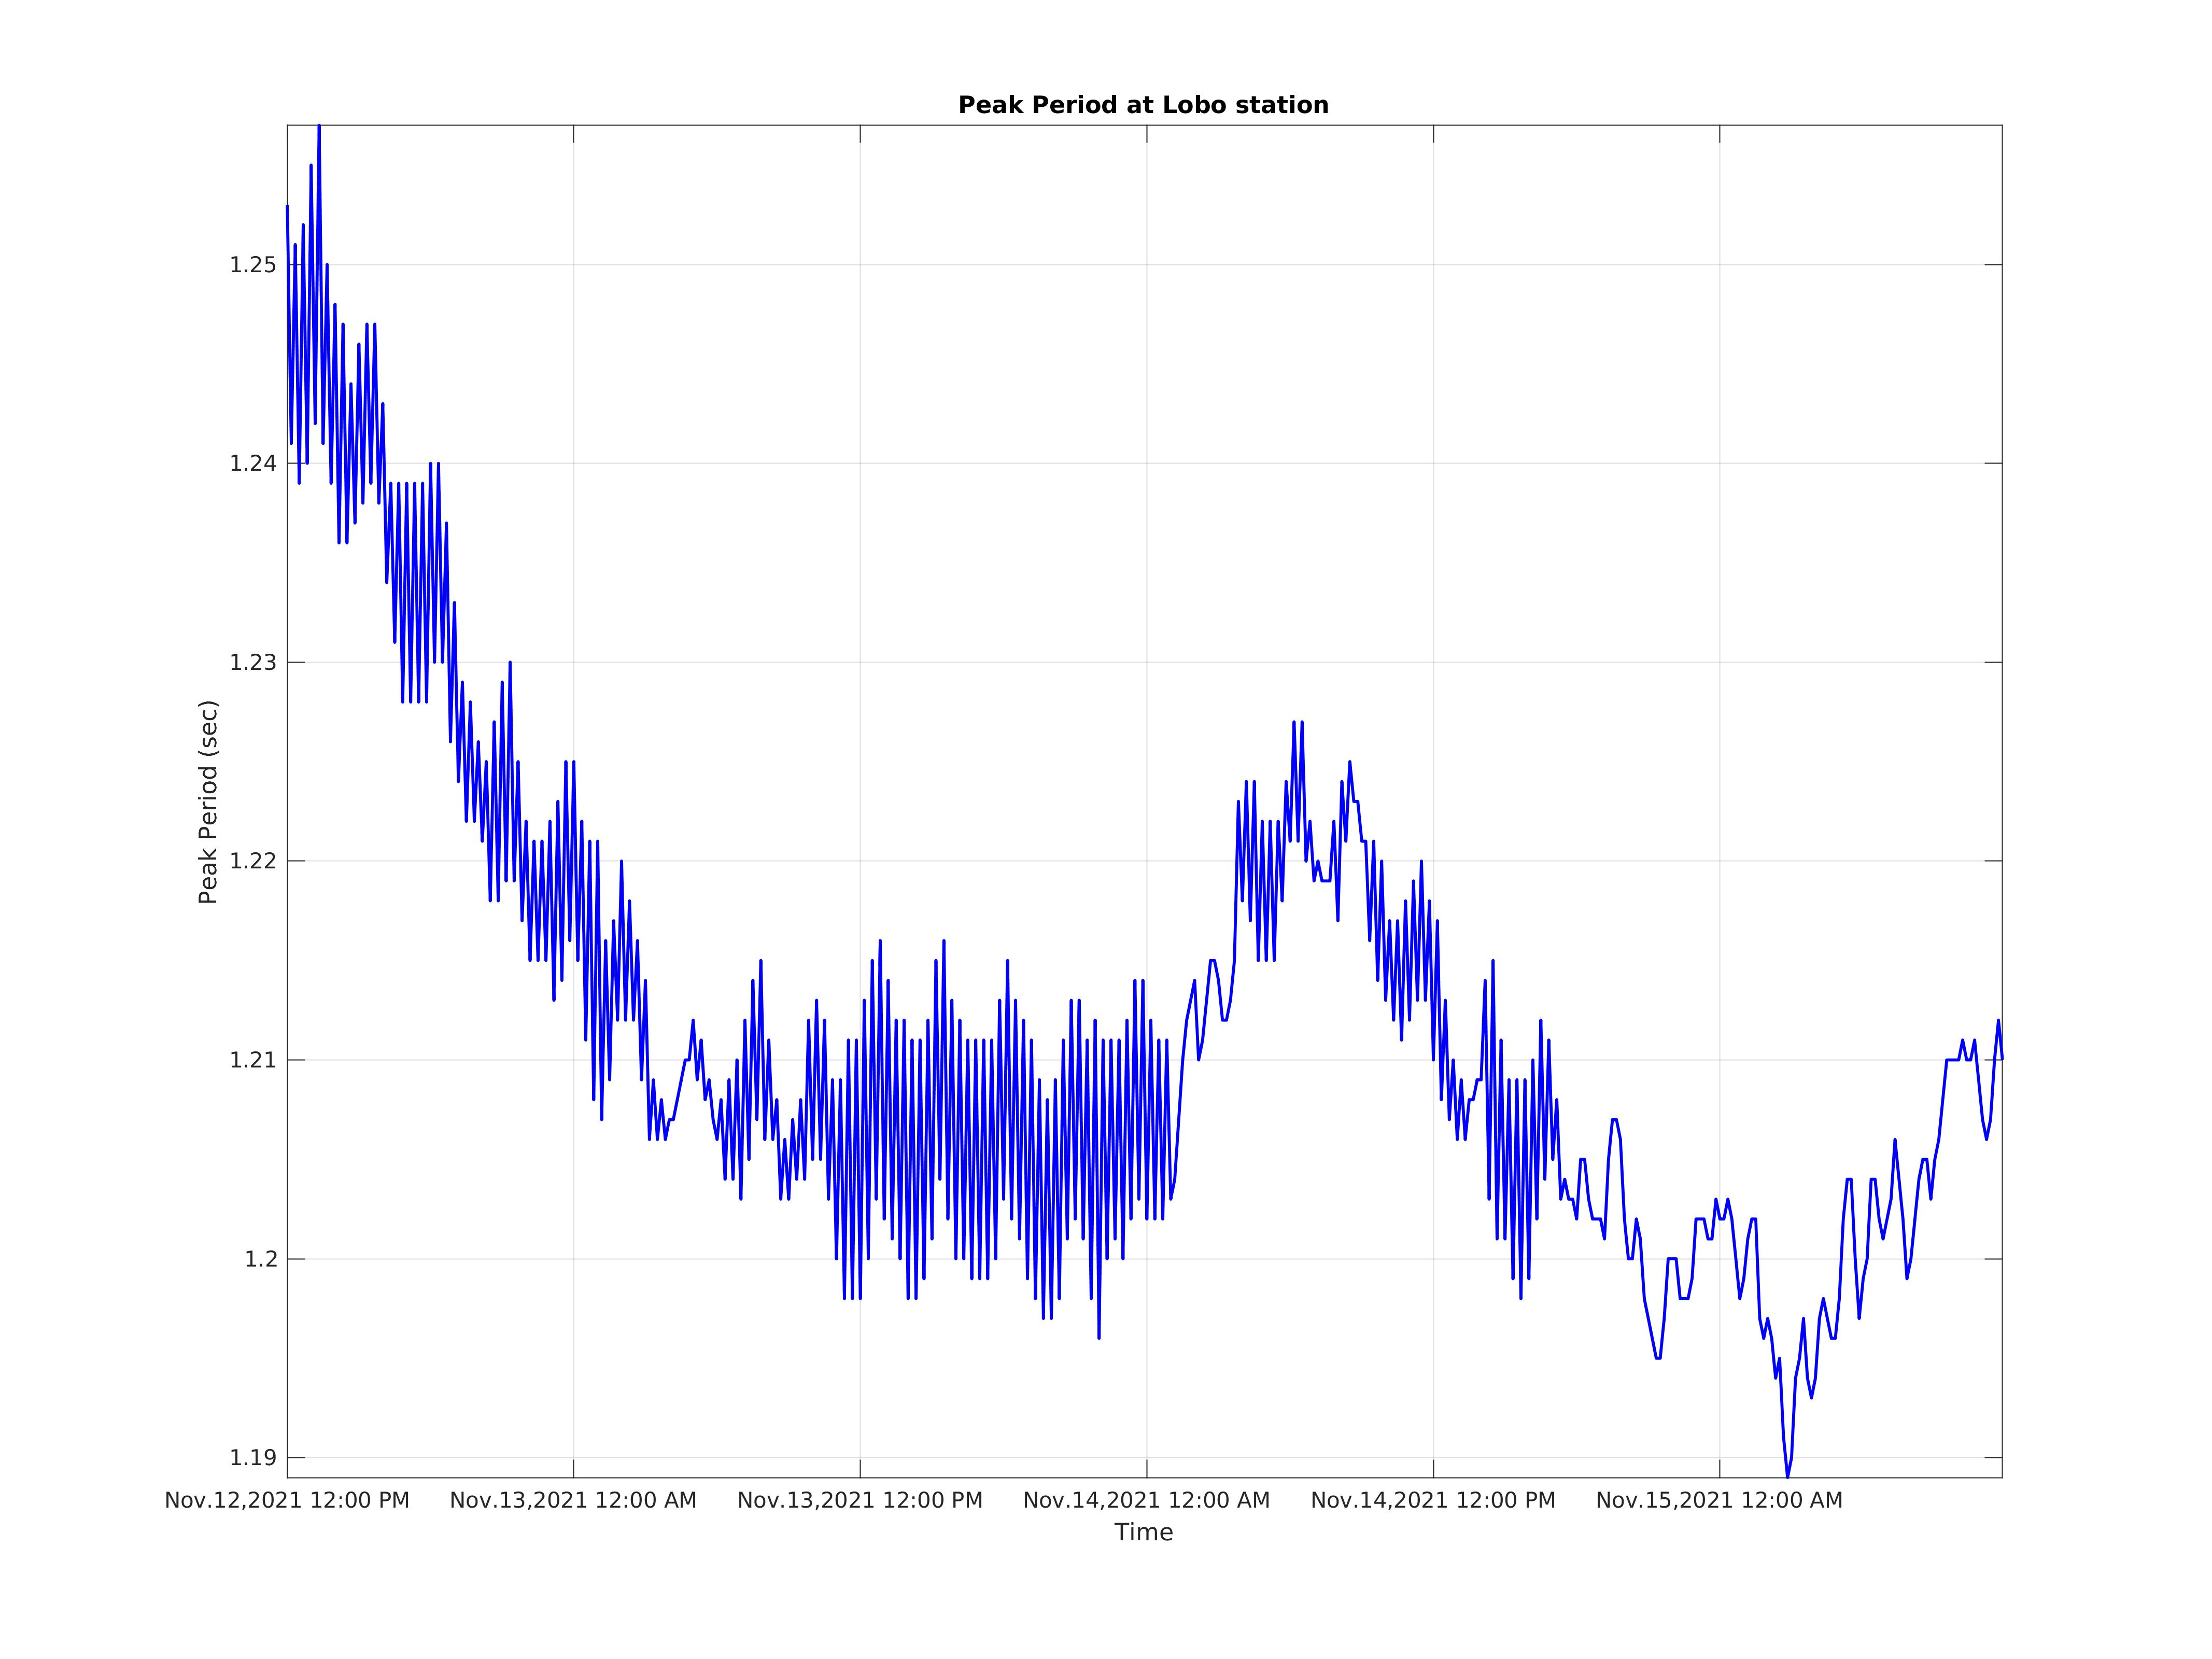 Peak Period at Lobo station
Peak Period (sec)
1.25
1.24
1.23
1.22
1.21
1.2
1.19
Nov.12,2021 12:00 PM
Nov.13,2021 12:00 AM
Nov.13,2021 12:00 PM
Nov.14,2021 12:00 AM
Nov.14,2021 12:00 PM
Nov.15,2021 12:00 AM
Time